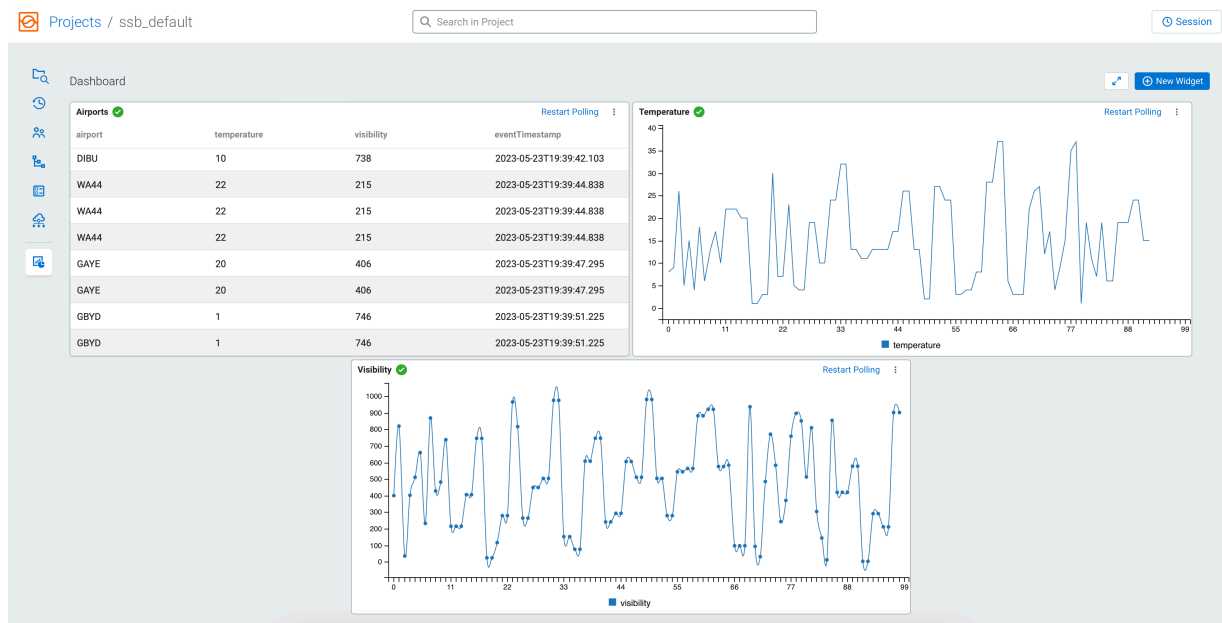 Projects / ssb_default
Search in Project
Session
Dashboard
New Widget
Airports
Restart Polling
airport temperature visibility eventTimestamp
DIBU 10 738 2023-05-23T19:39:42.103
WA44 22 215 2023-05-23T19:39:44.838
WA44 22 215 2023-05-23T19:39:44.838
WA44 22 215 2023-05-23T19:39:44.838
GAYE 20 406 2023-05-23T19:39:47.295
GAYE 20 406 2023-05-23T19:39:47.295
GBYD 1 746 2023-05-23T19:39:51.225
GBYD 1 746 2023-05-23T19:39:51.225
Temperature
Restart Polling
40
35
30
25
20
15
10
5
0
0 11 22 33 44 55 66 77 88 99
temperature
Visibility
Restart Polling
1000
900
800
700
600
500
400
300
200
100
0
0 11 22 33 44 55 66 77 88 99
visibility